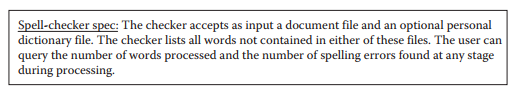 Spell-checker spec: The checker accepts as input a document file and an optional personal
dictionary file. The checker lists all words not contained in either of these files. The user can
query the number of words processed and the number of spelling errors found at any stage
during processing.